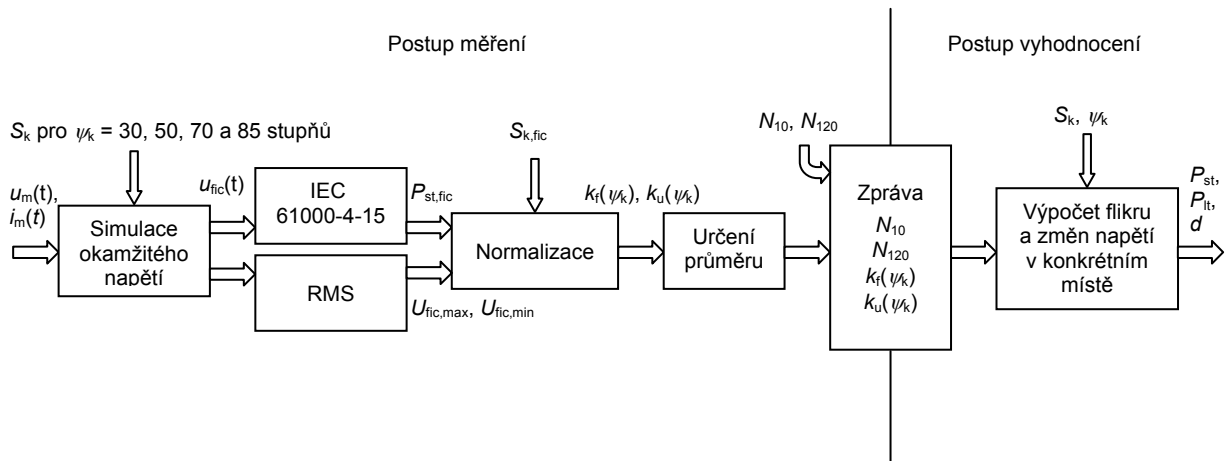 Postup měření
Postup vyhodnocení
Sk pro ψk = 30, 50, 70 a 85 stupňů
um(t),
im(t)
Simulace
okamžitého
napětí
ufic(t)
IEC
61000-4-15
RMS
Pst,fic
Ufic,max, Ufic,min
Sk,fic
Normalizace
kf(ψk), ku(ψk)
Určení
průměru
N10, N120
Zpráva
N10
N120
kf(ψk)
ku(ψk)
Sk, ψk
Výpočet flikru
a změn napětí
v konkrétním
místě
Pst,
Plt,
d